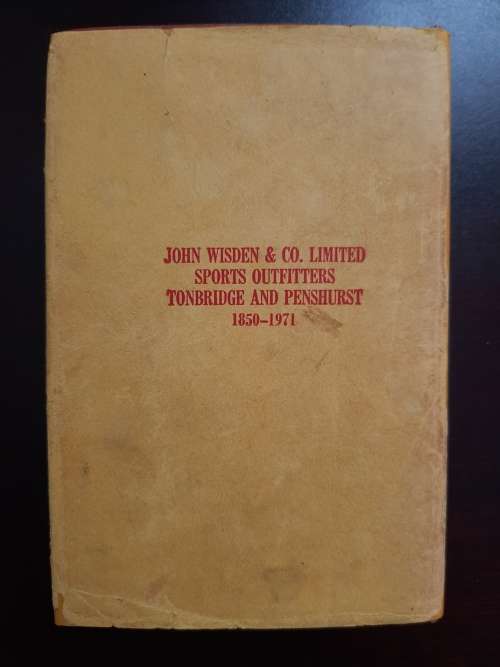 JOHN WISDEN & CO. LIMITED
SPORTS OUTFITTERS
TONBRIDGE AND PENSHURST
1850–1971